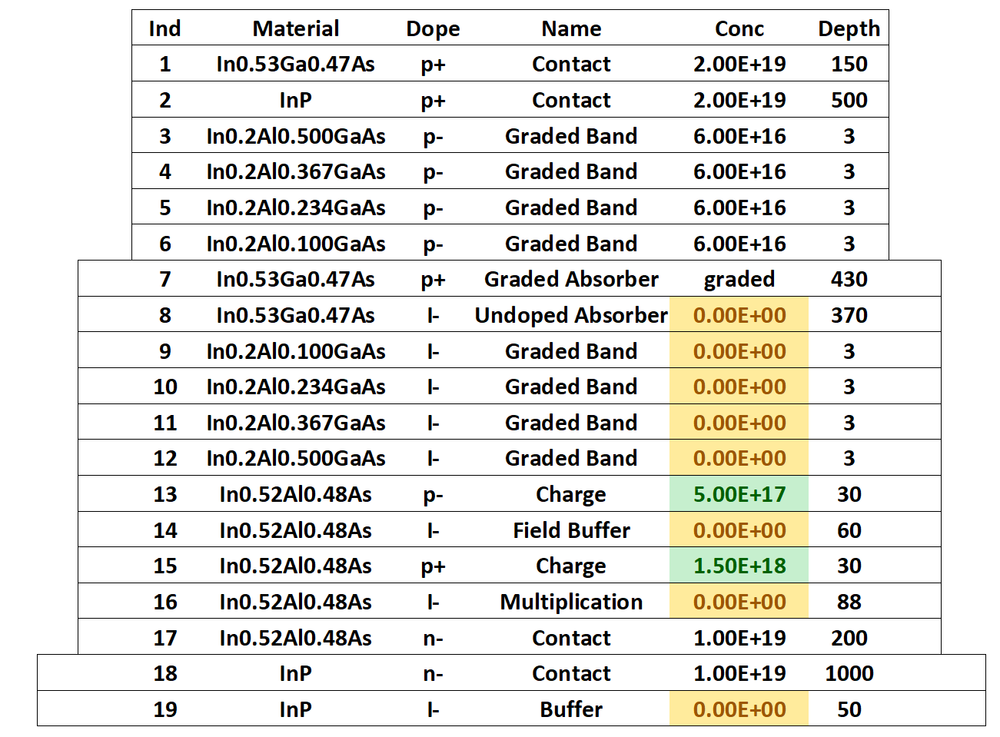 Ind Material Dope Name Conc Depth
1 In0.53Ga0.47As p+ Contact 2.00E+19 150
2 InP p+ Contact 2.00E+19 500
3 In0.2Al0.500GaAs p- Graded Band 6.00E+16 3
4 In0.2Al0.367GaAs p- Graded Band 6.00E+16 3
5 In0.2Al0.234GaAs p- Graded Band 6.00E+16 3
6 In0.2Al0.100GaAs p- Graded Band 6.00E+16 3
7 In0.53Ga0.47As p+ Graded Absorber graded 430
8 In0.53Ga0.47As I- Undoped Absorber 0.00E+00 370
9 In0.2Al0.100GaAs I- Graded Band 0.00E+00 3
10 In0.2Al0.234GaAs I- Graded Band 0.00E+00 3
11 In0.2Al0.367GaAs I- Graded Band 0.00E+00 3
12 In0.2Al0.500GaAs I- Graded Band 0.00E+00 3
13 In0.52Al0.48As p- Charge 5.00E+17 30
14 In0.52Al0.48As I- Field Buffer 0.00E+00 60
15 In0.52Al0.48As p+ Charge 1.50E+18 30
16 In0.52Al0.48As I- Multiplication 0.00E+00 88
17 In0.52Al0.48As n- Contact 1.00E+19 200
18 InP n- Contact 1.00E+19 1000
19 InP I- Buffer 0.00E+00 50